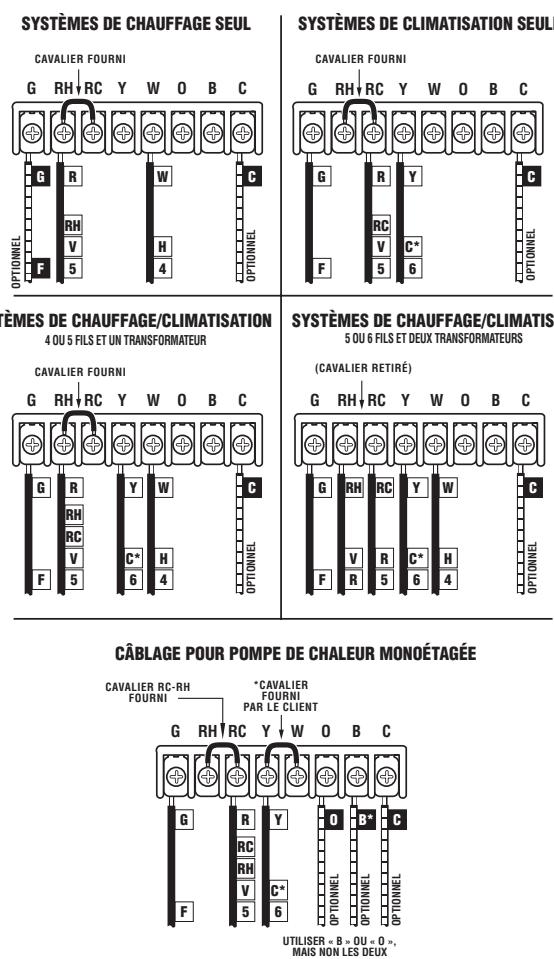 SYSTÈMES DE CHAUFFAGE SEUL
CAVALIER FOURNI
G RH RC Y W O B C
G R W C
RH
V H
F 5 4
OPTIONNEL OPTIONNEL
SYSTÈMES DE CLIMATISATION SEUL
CAVALIER FOURNI
G RH RC Y W O B C
G R Y C
RC
V C*
F 5 6
OPTIONNEL
TÈMES DE CHAUFFAGE/CLIMATISATION
4 OU 5 FILS ET UN TRANSFORMATEUR
CAVALIER FOURNI
G RH RC Y W O B C
G R Y W C
RH
RC
V C* H
F 5 6 4
OPTIONNEL
SYSTÈMES DE CHAUFFAGE/CLIMATIS
5 OU 6 FILS ET DEUX TRANSFORMATEURS
(CAVALIER RETIRÉ)
G RH RC Y W O B C
G RH RC Y W C
V R C* H
F R 5 6 4
OPTIONNEL
CÂBLAGE POUR POMPE DE CHALEUR MONOÉTAGÉE
CAVALIER RC-RH
FOURNI
*CAVALIER
FOURNI
PAR LE CLIENT
G RH RC Y W O B C
G R Y O B* C
RC
RH
V C*
F 5 6
OPTIONNEL OPTIONNEL OPTIONNEL
UTILISER « B » OU « O »,
MAIS NON LES DEUX